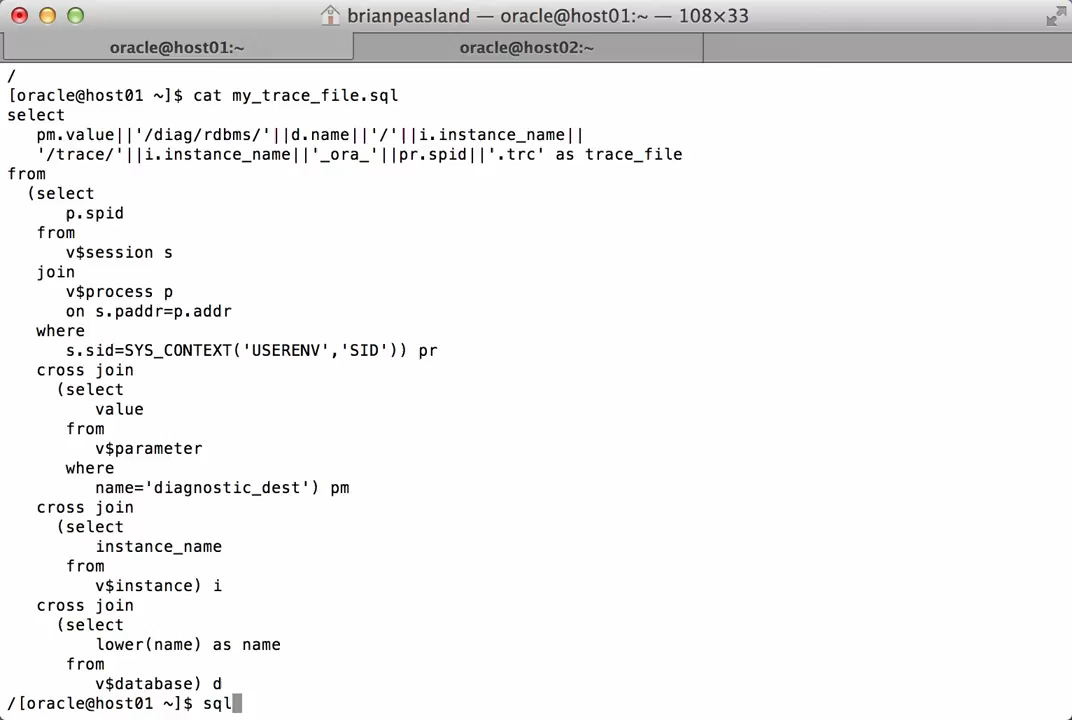 brianpeasland — oracle@host01:~ — 108×33
oracle@host01:~
oracle@host02:~
/
[oracle@host01 ~]$ cat my_trace_file.sql
select
   pm.value||'/diag/rdbms/'||d.name||'/'||i.instance_name||
   '/trace/'||i.instance_name||'_ora_'||pr.spid||'.trc' as trace_file
from
  (select
      p.spid
   from
      v$session s
   join
      v$process p
      on s.paddr=p.addr
   where
      s.sid=SYS_CONTEXT('USERENV','SID')) pr
   cross join
     (select
         value
      from
         v$parameter
      where
         name='diagnostic_dest') pm
   cross join
     (select
         instance_name
      from
         v$instance) i
   cross join
     (select
         lower(name) as name
      from
         v$database) d
/[oracle@host01 ~]$ sql